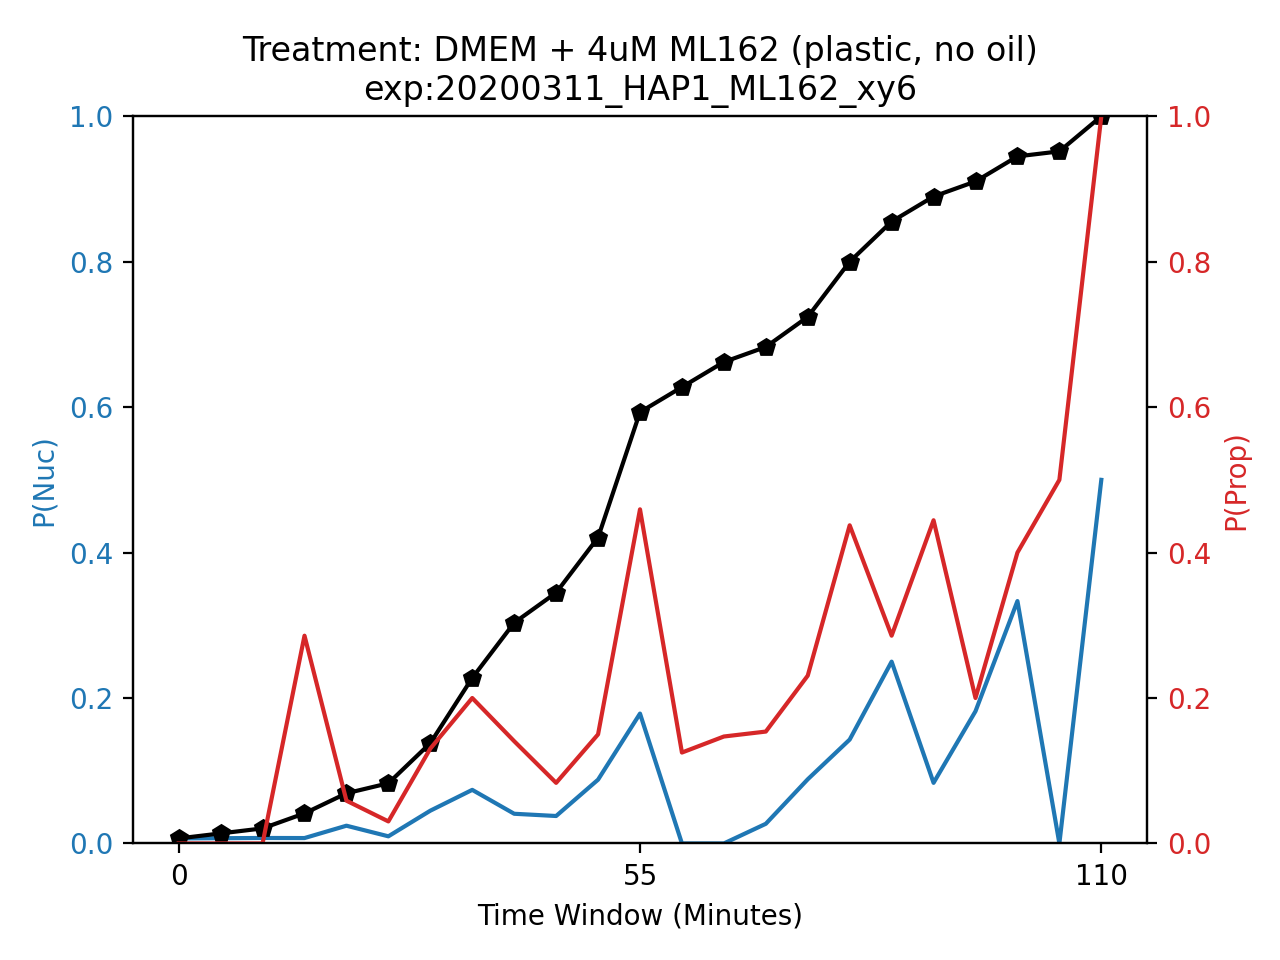 Treatment: DMEM + 4uM ML162 (plastic, no oil)
exp:20200311_HAP1_ML162_xy6
1.0
0.8
0.6
0.4
0.2
0.0
P(Nuc)
1.0
0.8
0.6
0.4
0.2
0.0
P(Prop)
0 55 110
Time Window (Minutes)